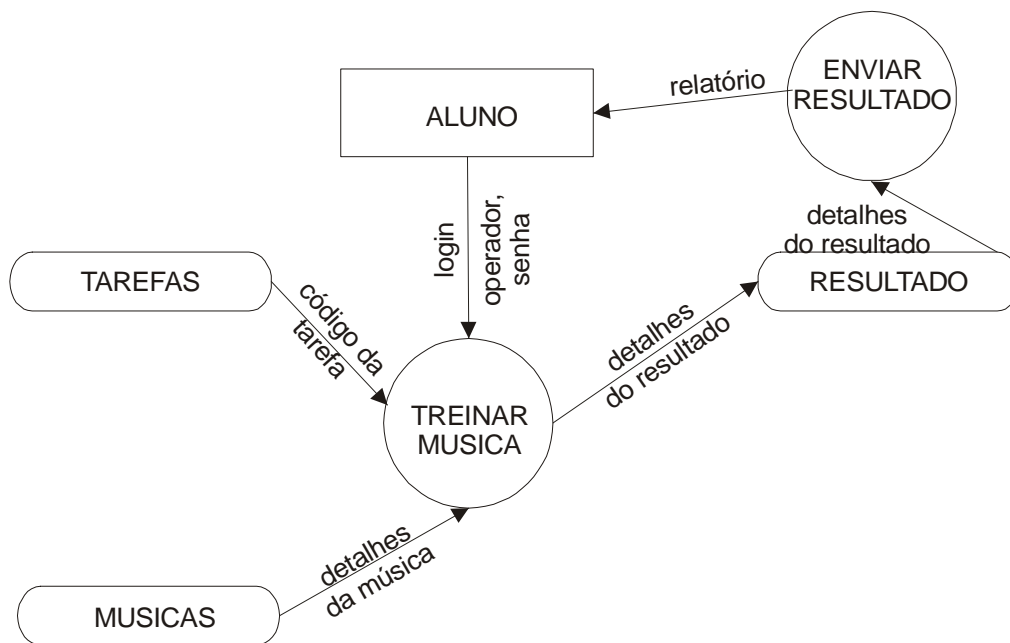 ENVIAR
RESULTADO
relatório
ALUNO
login
operador,
senha
detalhes
do resultado
TAREFAS
RESULTADO
código da
tarefa
detalhes
do resultado
TREINAR
MUSICA
detalhes
da música
MUSICAS